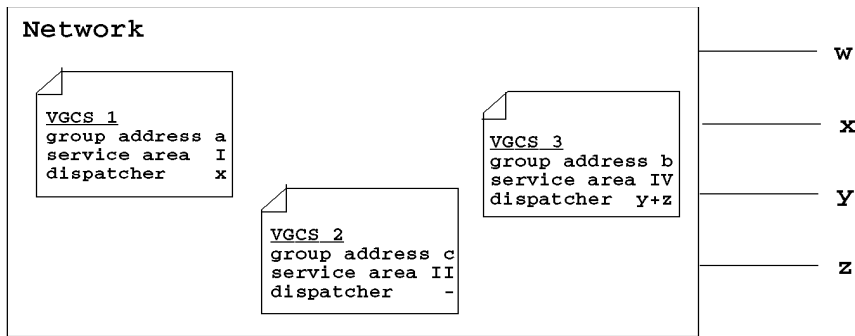 Network
VGCS 1
group address a
service area I
dispatcher x
VGCS 2
group address c
service area II
dispatcher -
VGCS 3
group address b
service area IV
dispatcher y+z
w
x
y
z